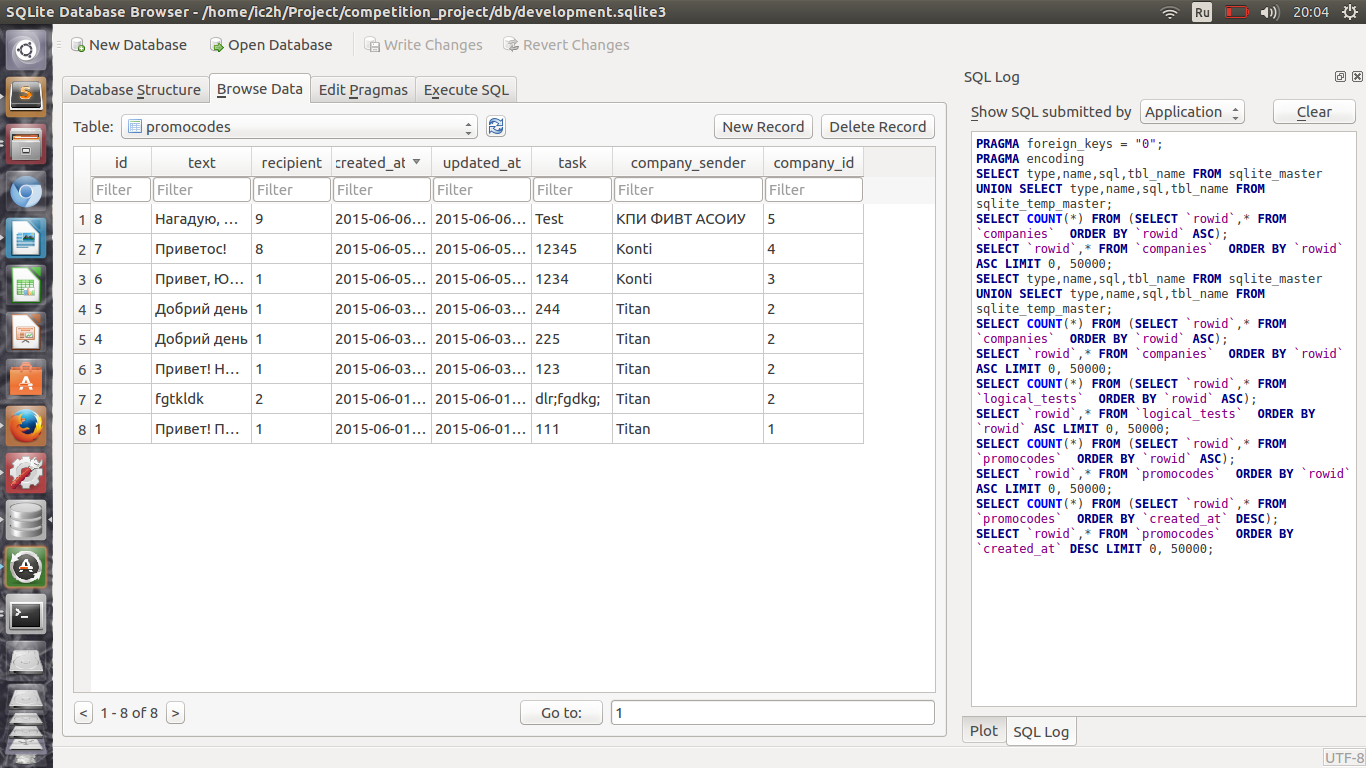 SQLite Database Browser - /home/ic2h/Project/competition_project/db/development.sqlite3 Ru 20:04
New Database Open Database Write Changes Revert Changes
Database Structure Browse Data Edit Pragmas Execute SQL
Table: promocodes New Record Delete Record
id text recipient created_at updated_at task company_sender company_id
Filter Filter Filter Filter Filter Filter Filter Filter
1 8 Нагадую, ... 9 2015-06-06... 2015-06-06... Test КПИ ФИВТ АСОИУ 5
2 7 Приветос! 8 2015-06-05... 2015-06-05... 12345 Konti 4
3 6 Привет, Ю... 1 2015-06-05... 2015-06-05... 1234 Konti 3
4 5 Добрий день 1 2015-06-03... 2015-06-03... 244 Titan 2
5 4 Добрий день 1 2015-06-03... 2015-06-03... 225 Titan 2
6 3 Привет! Н... 1 2015-06-03... 2015-06-03... 123 Titan 2
7 2 fgtkldk 2 2015-06-01... 2015-06-01... dlr;fgdkg; Titan 2
8 1 Привет! П... 1 2015-06-01... 2015-06-01... 111 Titan 1
< 1 - 8 of 8 > Go to: 1
SQL Log
Show SQL submitted by Application Clear
PRAGMA foreign_keys = "0";
PRAGMA encoding
SELECT type,name,sql,tbl_name FROM sqlite_master
UNION SELECT type,name,sql,tbl_name FROM
sqlite_temp_master;
SELECT COUNT(*) FROM (SELECT `rowid`,* FROM
`companies` ORDER BY `rowid` ASC);
SELECT `rowid`,* FROM `companies` ORDER BY `rowid`
ASC LIMIT 0, 50000;
SELECT type,name,sql,tbl_name FROM sqlite_master
UNION SELECT type,name,sql,tbl_name FROM
sqlite_temp_master;
SELECT COUNT(*) FROM (SELECT `rowid`,* FROM
`companies` ORDER BY `rowid` ASC);
SELECT `rowid`,* FROM `companies` ORDER BY `rowid`
ASC LIMIT 0, 50000;
SELECT COUNT(*) FROM (SELECT `rowid`,* FROM
`logical_tests` ORDER BY `rowid` ASC);
SELECT `rowid`,* FROM `logical_tests` ORDER BY
`rowid` ASC LIMIT 0, 50000;
SELECT COUNT(*) FROM (SELECT `rowid`,* FROM
`promocodes` ORDER BY `rowid` ASC);
SELECT `rowid`,* FROM `promocodes` ORDER BY `rowid`
ASC LIMIT 0, 50000;
SELECT COUNT(*) FROM (SELECT `rowid`,* FROM
`promocodes` ORDER BY `created_at` DESC);
SELECT `rowid`,* FROM `promocodes` ORDER BY
`created_at` DESC LIMIT 0, 50000;
Plot SQL Log
UTF-8